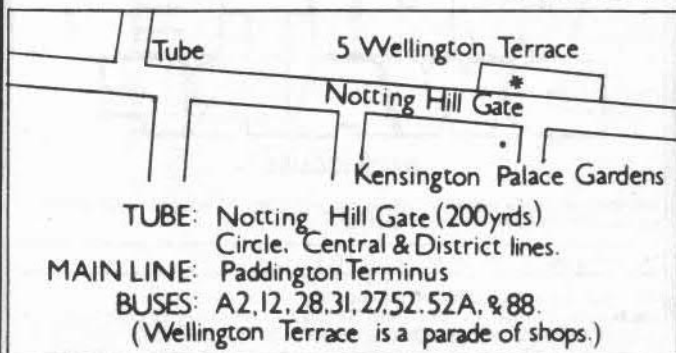 Tube 5 Wellington Terrace
*
Notting Hill Gate
Kensington Palace Gardens
TUBE: Notting Hill Gate (200yrds)
Circle. Central & District lines.
MAIN LINE: Paddington Terminus
BUSES: A2, 12, 28, 31, 27, 52. 52A, & 88.
(Wellington Terrace is a parade of shops.)